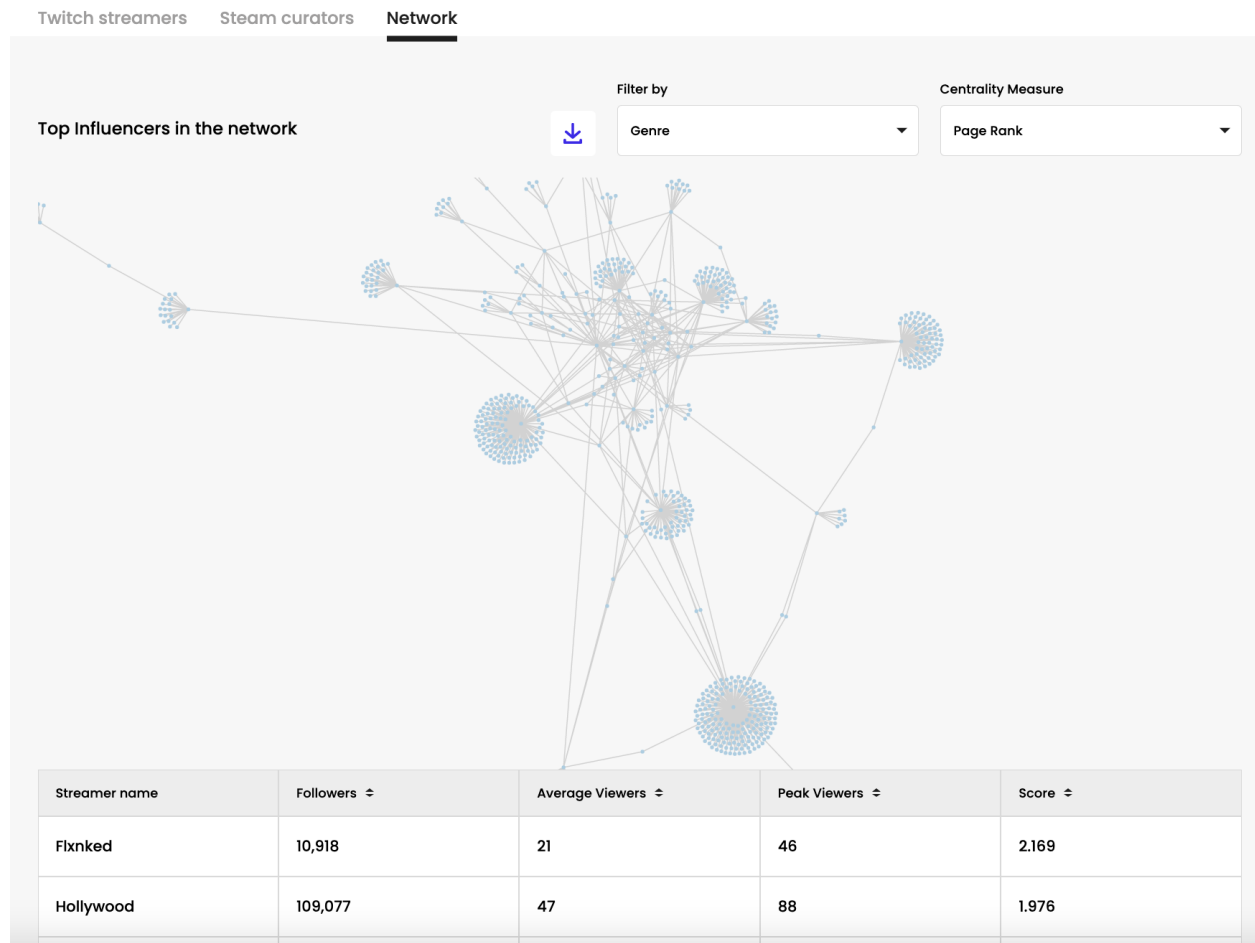 Twitch streamers Steam curators Network
Filter by Centrality Measure
Top Influencers in the network Genre Page Rank
Streamer name Followers Average Viewers Peak Viewers Score
Flxnked 10,918 21 46 2.169
Hollywood 109,077 47 88 1.976